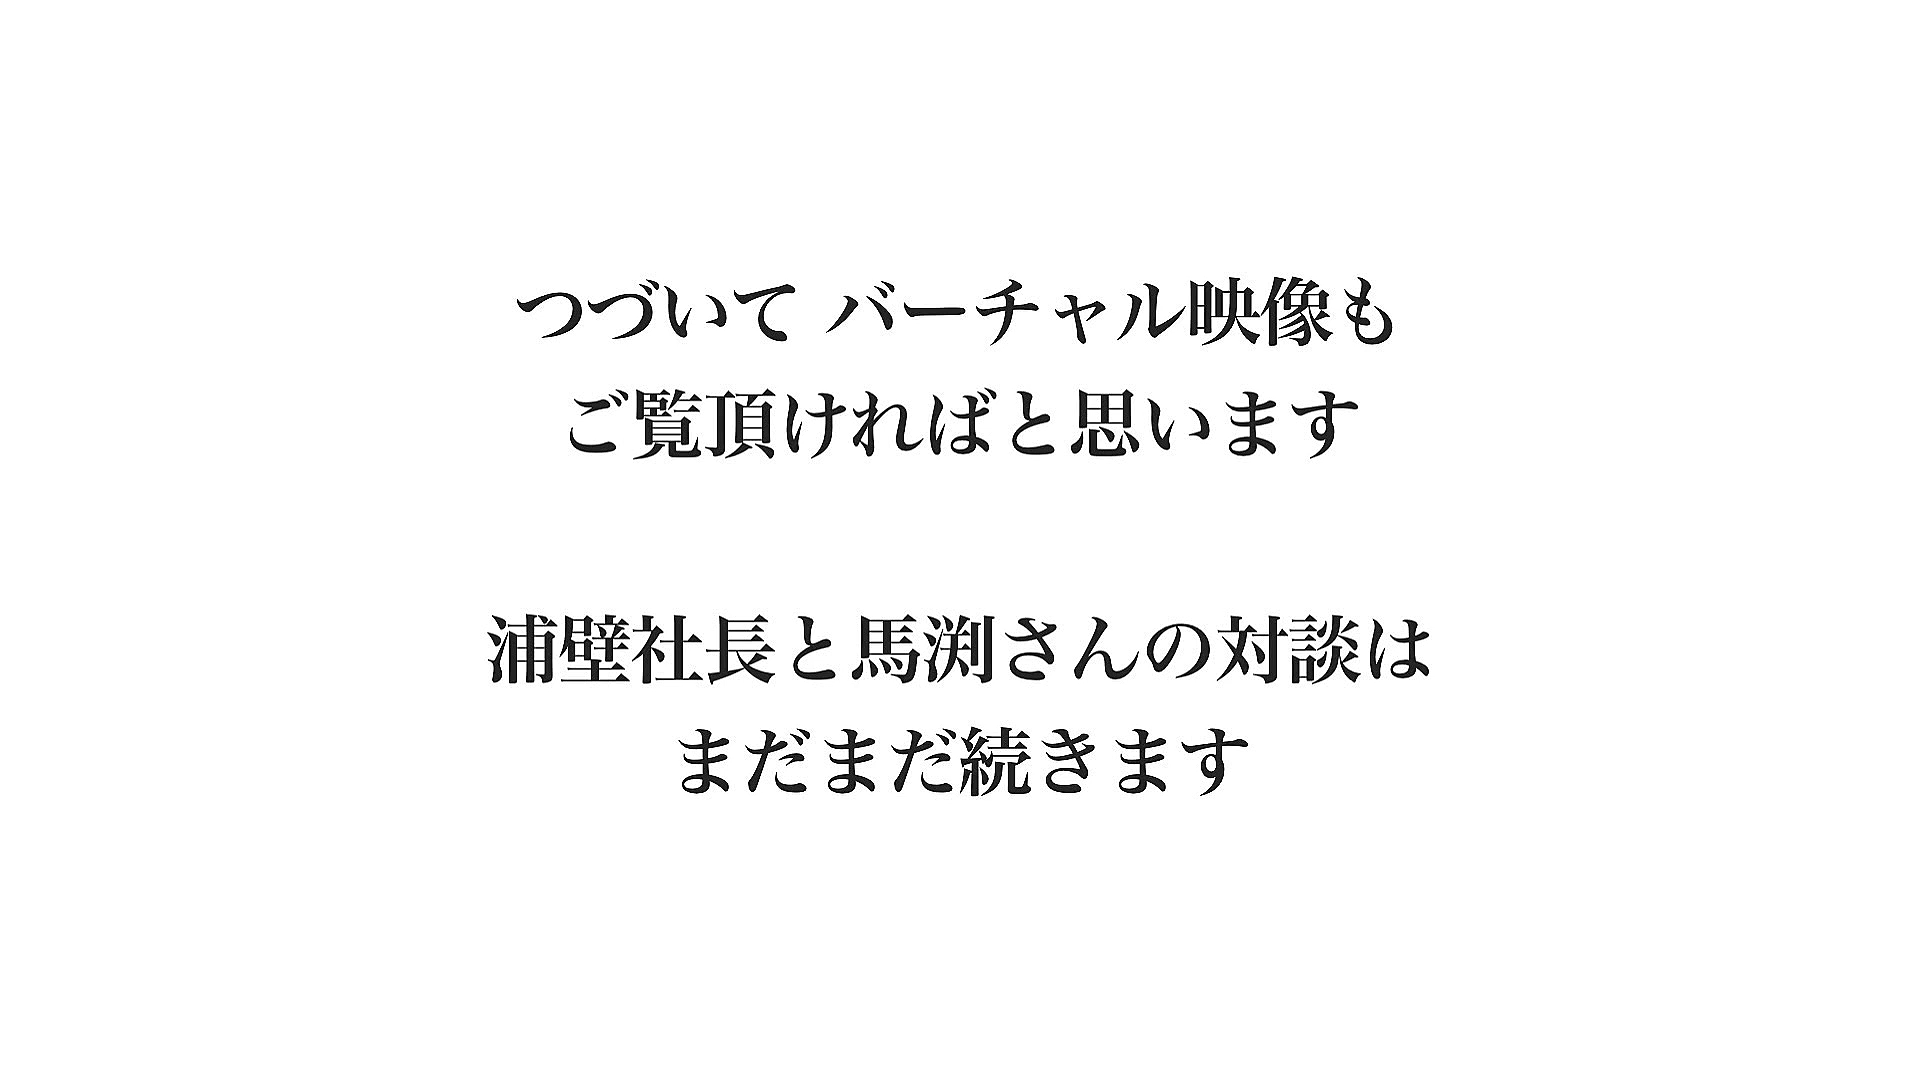 つづいて バーチャル映像も
ご覧頂ければと思います
浦壁社長と馬渕さんの対談は
まだまだ続きます